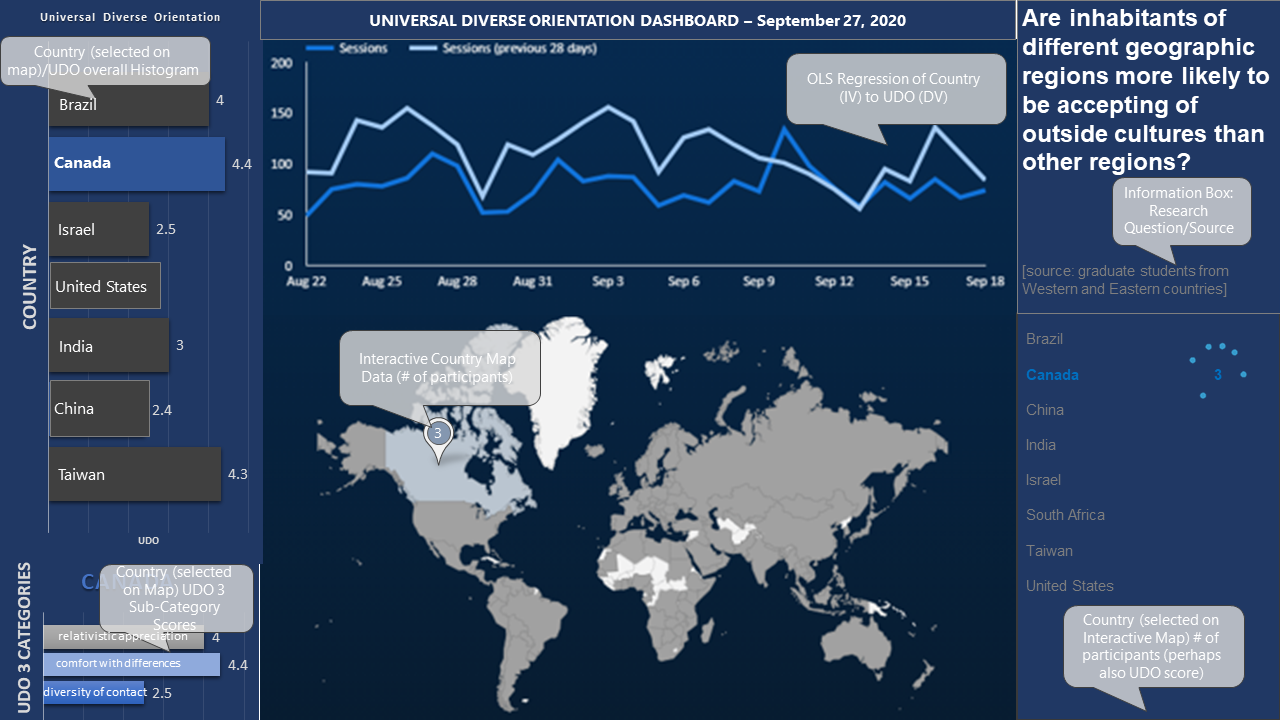 Universal Diverse Orientation
Country (selected on
map)/UDO overall Histogram
Brazil
4
Canada
4.4
Israel
2.5
United States
India
3
China
2.4
Taiwan
4.3
COUNTRY
UDO
Country (selected
on Map) UDO 3
Sub-Category
Scores
UDO 3 CATEGORIES
relativistic appreciation
4
comfort with differences
4.4
diversity of contact
2.5
UNIVERSAL DIVERSE ORIENTATION DASHBOARD – September 27, 2020
Sessions
Sessions (previous 28 days)
200
150
100
50
0
Aug 22
Aug 25
Aug 28
Aug 31
Sep 3
Sep 6
Sep 9
Sep 12
Sep 15
Sep 18
OLS Regression of Country
(IV) to UDO (DV)
Interactive Country Map
Data (# of participants)
3
Are inhabitants of
different geographic
regions more likely to
be accepting of
outside cultures than
other regions?
Information Box:
Research
Question/Source
[source: graduate students from
Western and Eastern countries]
Brazil
Canada
3
China
India
Israel
South Africa
Taiwan
United States
Country (selected on
Interactive Map) # of
participants (perhaps
also UDO score)